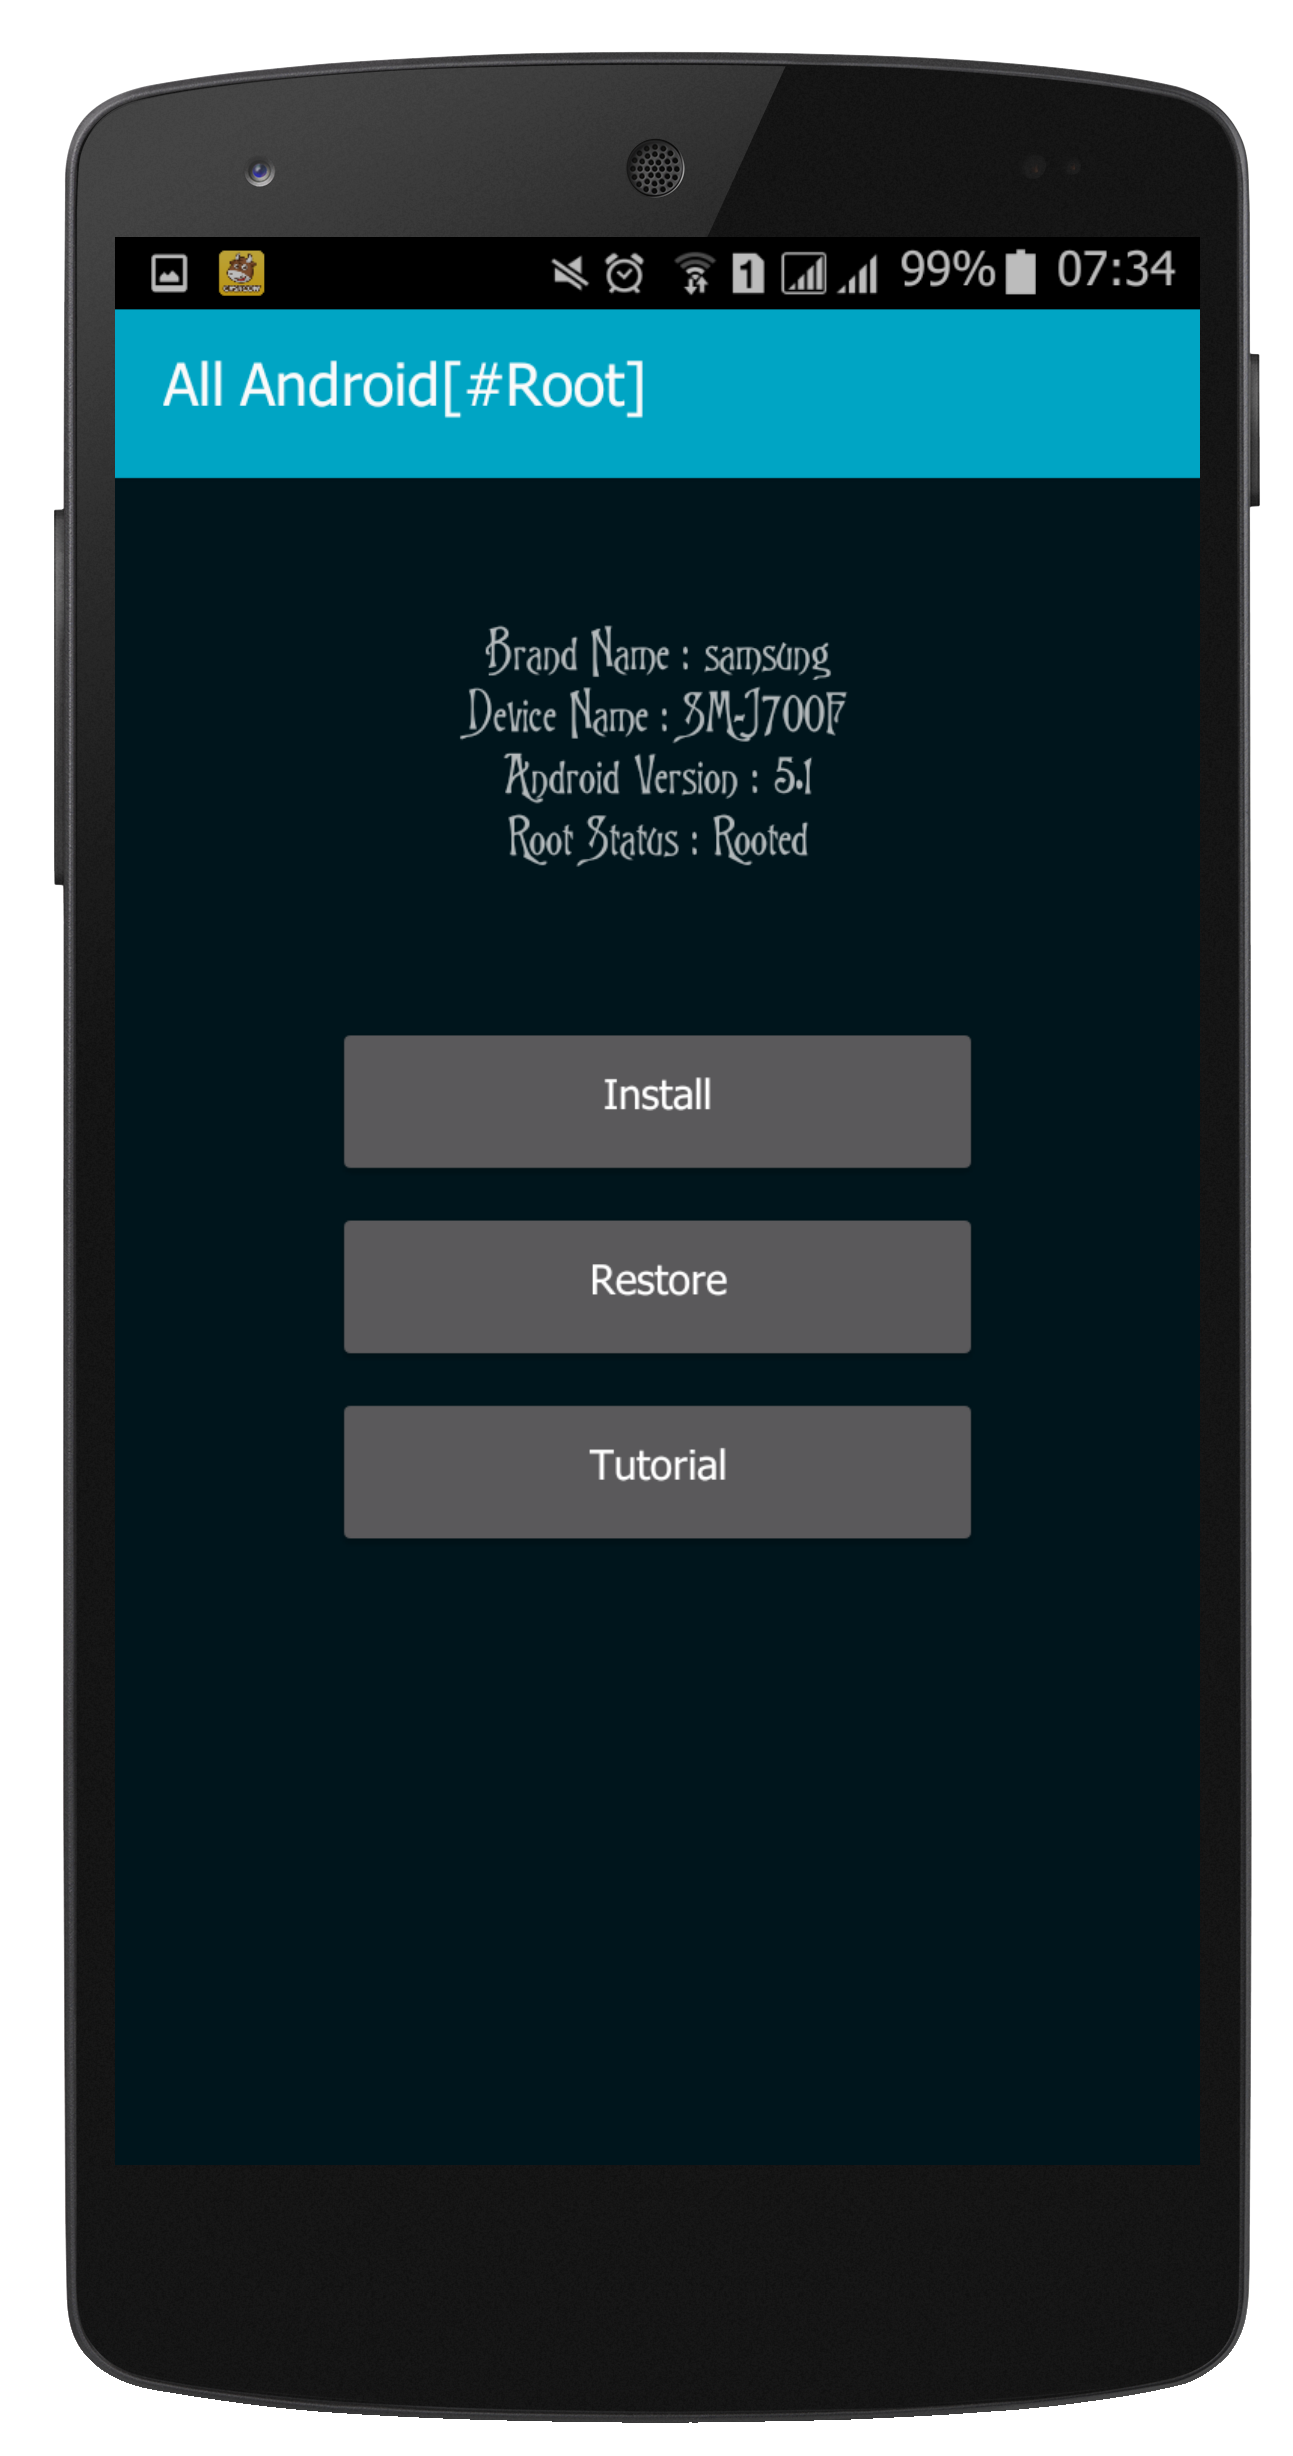 1 99% 07:34
All Android[#Root]
Brand Name : samsung
Device Name : SM-J700F
Android Version : 5.1
Root Status : Rooted
Install
Restore
Tutorial